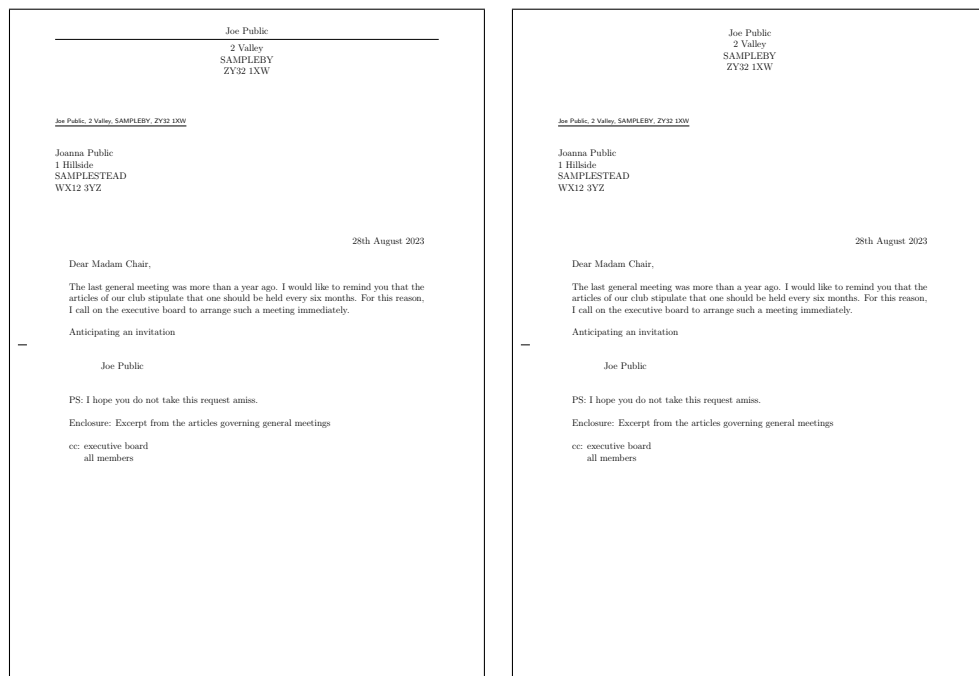 Joe Public
2 Valley
SAMPLEBY
ZY32 1XW
Joe Public, 2 Valley, SAMPLEBY, ZY32 1XW
Joanna Public
1 Hillside
SAMPLESTEAD
WX12 3YZ
28th August 2023
Dear Madam Chair,
The last general meeting was more than a year ago. I would like to remind you that the
articles of our club stipulate that one should be held every six months. For this reason,
I call on the executive board to arrange such a meeting immediately.
Anticipating an invitation
Joe Public
PS: I hope you do not take this request amiss.
Enclosure: Excerpt from the articles governing general meetings
cc: executive board
all members
Joe Public
2 Valley
SAMPLEBY
ZY32 1XW
Joe Public, 2 Valley, SAMPLEBY, ZY32 1XW
Joanna Public
1 Hillside
SAMPLESTEAD
WX12 3YZ
28th August 2023
Dear Madam Chair,
The last general meeting was more than a year ago. I would like to remind you that the
articles of our club stipulate that one should be held every six months. For this reason,
I call on the executive board to arrange such a meeting immediately.
Anticipating an invitation
Joe Public
PS: I hope you do not take this request amiss.
Enclosure: Excerpt from the articles governing general meetings
cc: executive board
all members